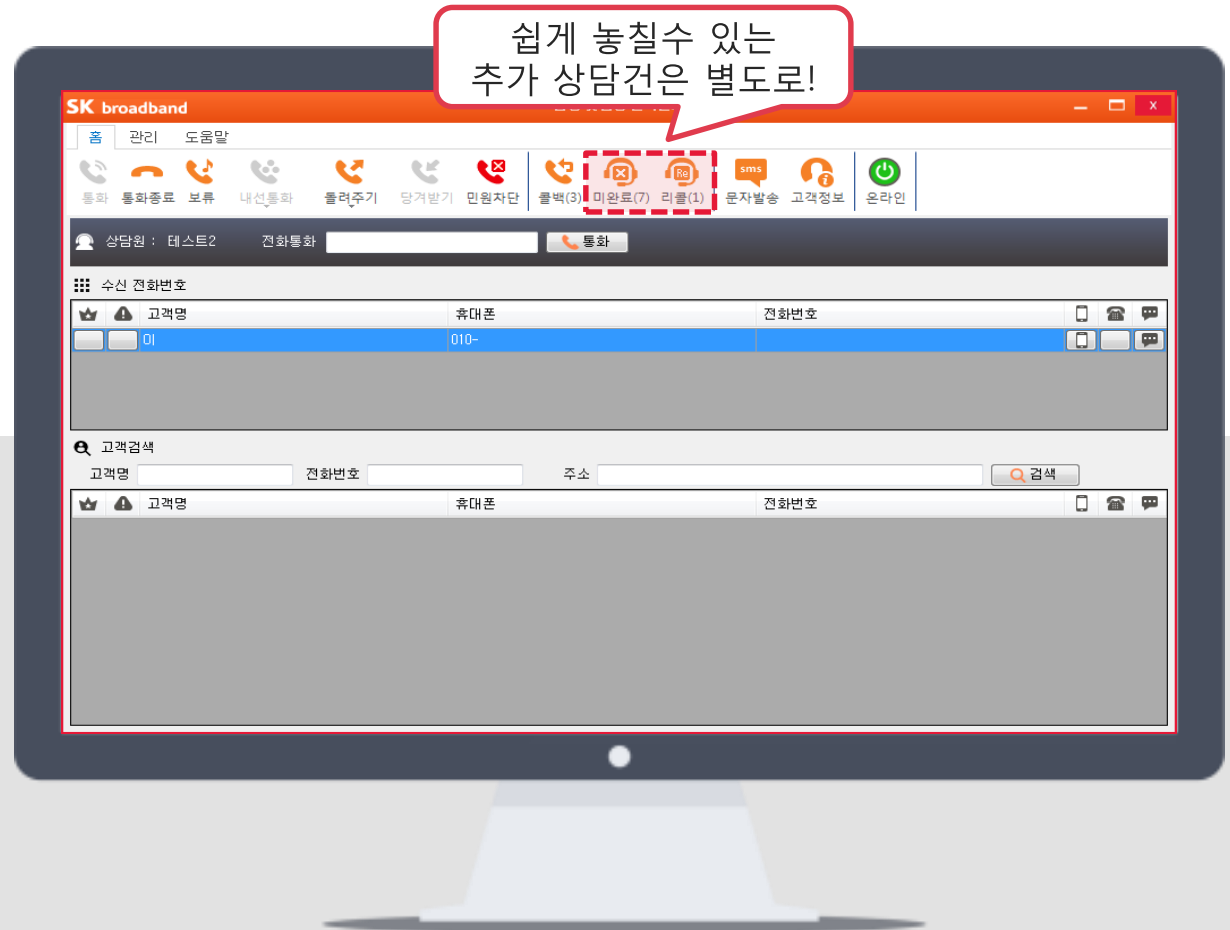 쉽게 놓칠수 있는
추가 상담건은 별도로!
SK broadband
홈 관리 도움말
통화 통화종료 보류 내선통화 돌려주기 당겨받기 민원차단 콜백(3) 미완료(7) 리콜(1) sms 문자발송 고객정보 온라인
Re
상담원 : 테스트2 전화통화 통화
수신 전화번호
고객명 휴대폰 전화번호
이 010-
고객검색
고객명 전화번호 주소 검색
고객명 휴대폰 전화번호